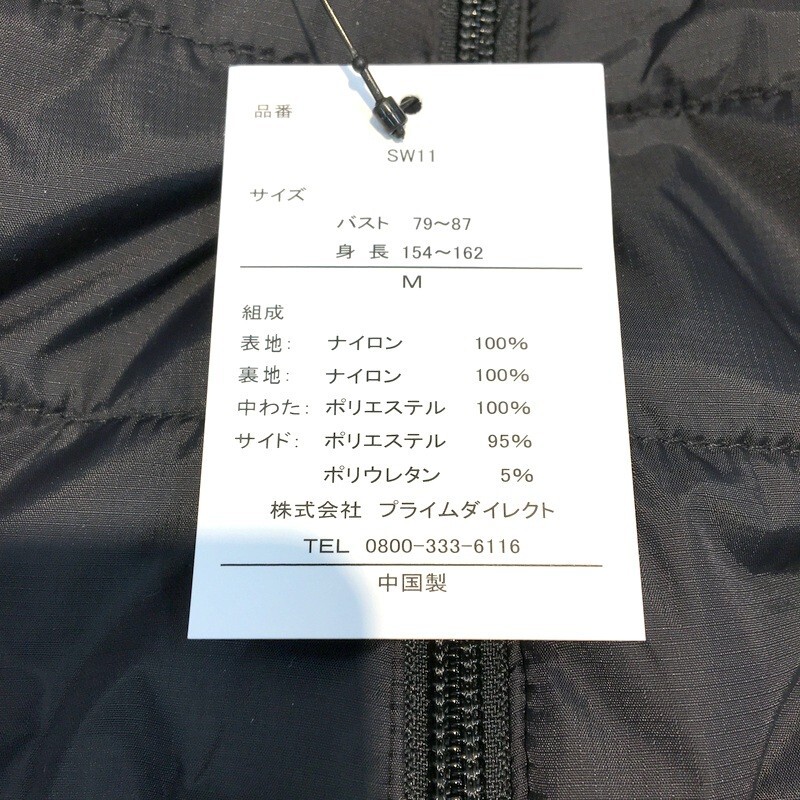 品番
SW11
サイズ
バスト 79～87
身 長 154～162
M
組成
表地: ナイロン 100%
裏地: ナイロン 100%
中わた: ポリエステル 100%
サイド: ポリエステル 95%
ポリウレタン 5%
株式会社 プライムダイレクト
TEL 0800-333-6116
中国製